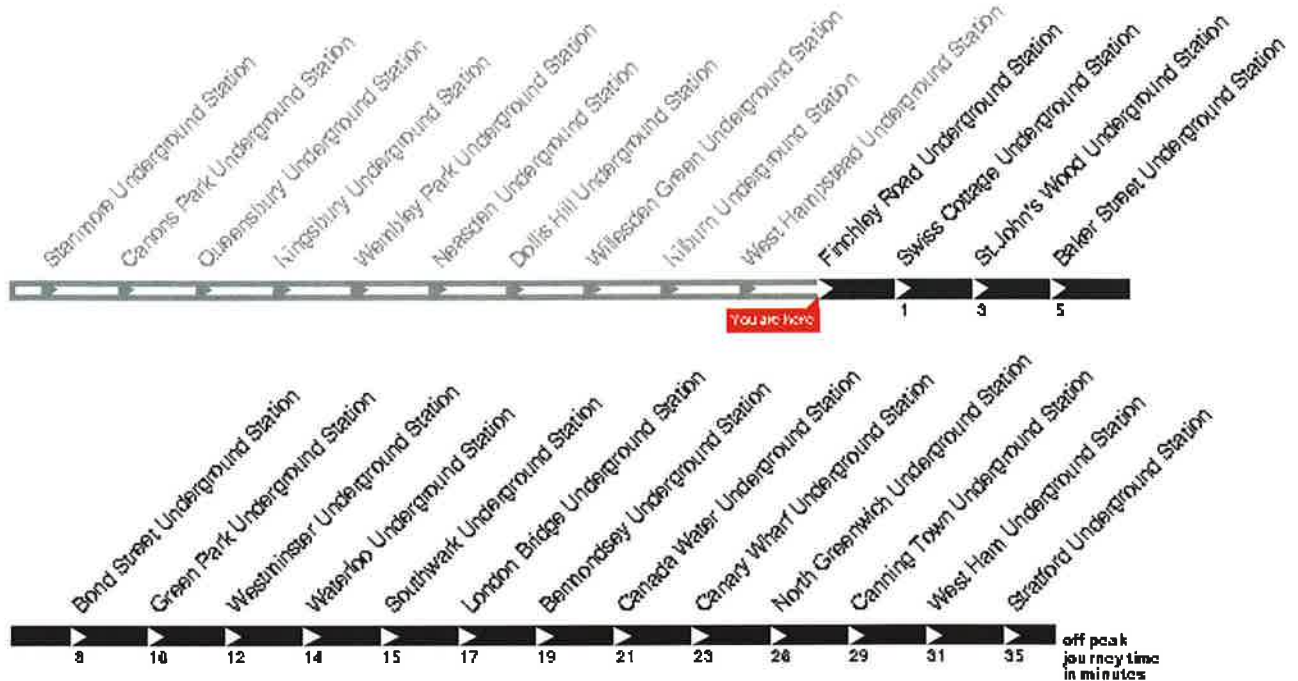 Stanmore Underground Station
Canons Park Underground Station
Queensbury Underground Station
Kingsbury Underground Station
Wembley Park Underground Station
Neasden Underground Station
Dollis Hill Underground Station
Willesden Green Underground Station
Kilburn Underground Station
West Hampstead Underground Station
Finchley Road Underground Station
Swiss Cottage Underground Station
St.John's Wood Underground Station
Baker Street Underground Station
You are here
1 3 5
Bond Street Underground Station
Green Park Underground Station
Westminster Underground Station
Waterloo Underground Station
Southwark Underground Station
London Bridge Underground Station
Bermondsey Underground Station
Canada Water Underground Station
Canary Wharf Underground Station
North Greenwich Underground Station
Canning Town Underground Station
West Ham Underground Station
Stratford Underground Station
8 10 12 14 15 17 19 21 23 26 29 31 35
off peak
journey time
in minutes